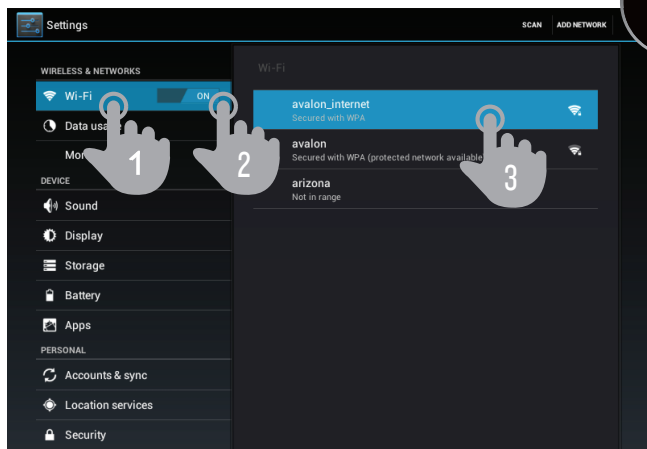 Settings
SCAN
ADD NETWORK
WIRELESS & NETWORKS
Wi-Fi
ON
Data usage
Mor
DEVICE
Sound
Display
Storage
Battery
Apps
PERSONAL
Accounts & sync
Location services
Security
Wi-Fi
avalon_internet
Secured with WPA
avalon
Secured with WPA (protected network available)
arizona
Not in range
1
2
3